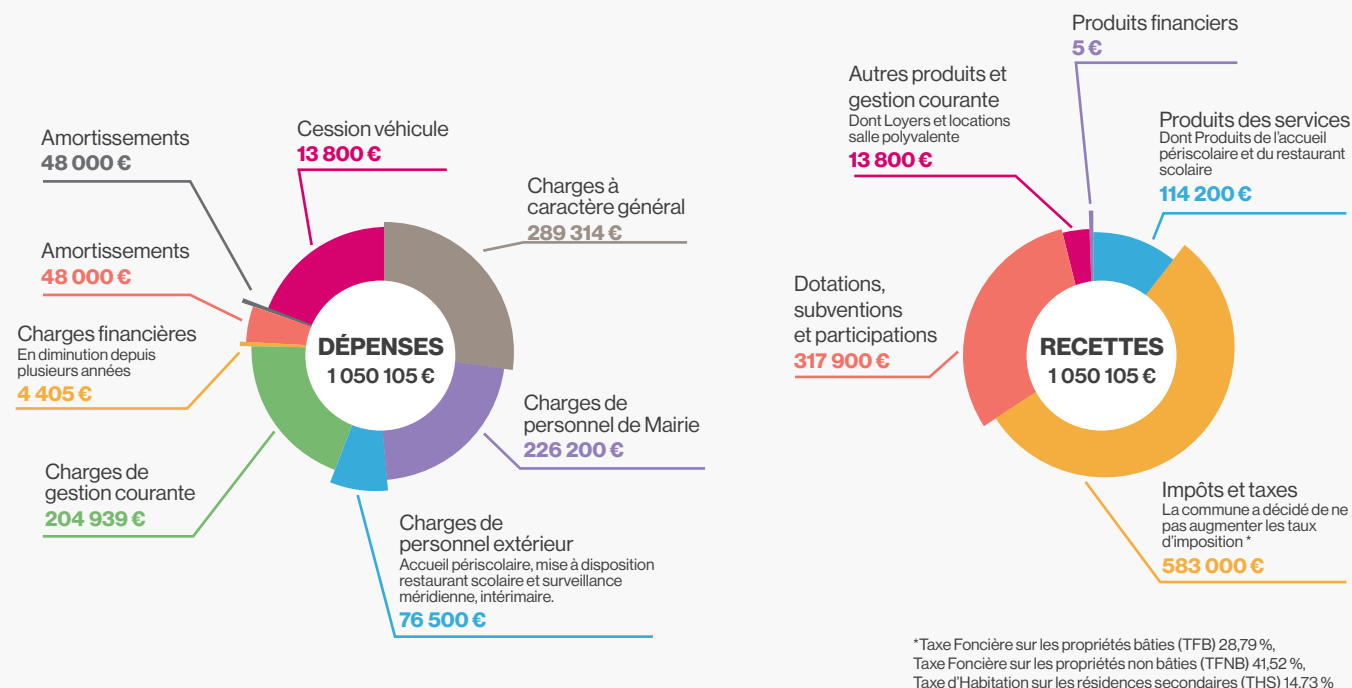 Amortissements
48 000 €
Cession véhicule
13 800 €
Charges à
caractère général
289 314 €
Amortissements
48 000 €
Charges financières
En diminution depuis
plusieurs années
4 405 €
DÉPENSES
1 050 105 €
Charges de
personnel de Mairie
226 200 €
Charges de
gestion courante
204 939 €
Charges de
personnel extérieur
Accueil périscolaire, mise à disposition
restaurant scolaire et surveillance
méridienne, intérimaire.
76 500 €
Produits financiers
5 €
Autres produits et
gestion courante
Dont Loyers et locations
salle polyvalente
13 800 €
Produits des services
Dont Produits de l'accueil
périscolaire et du restaurant
scolaire
114 200 €
Dotations,
subventions
et participations
317 900 €
RECETTES
1 050 105 €
Impôts et taxes
La commune a décidé de ne
pas augmenter les taux
d'imposition *
583 000 €
*Taxe Foncière sur les propriétés bâties (TFB) 28,79 %,
Taxe Foncière sur les propriétés non bâties (TFNB) 41,52 %,
Taxe d'Habitation sur les résidences secondaires (THS) 14,73 %